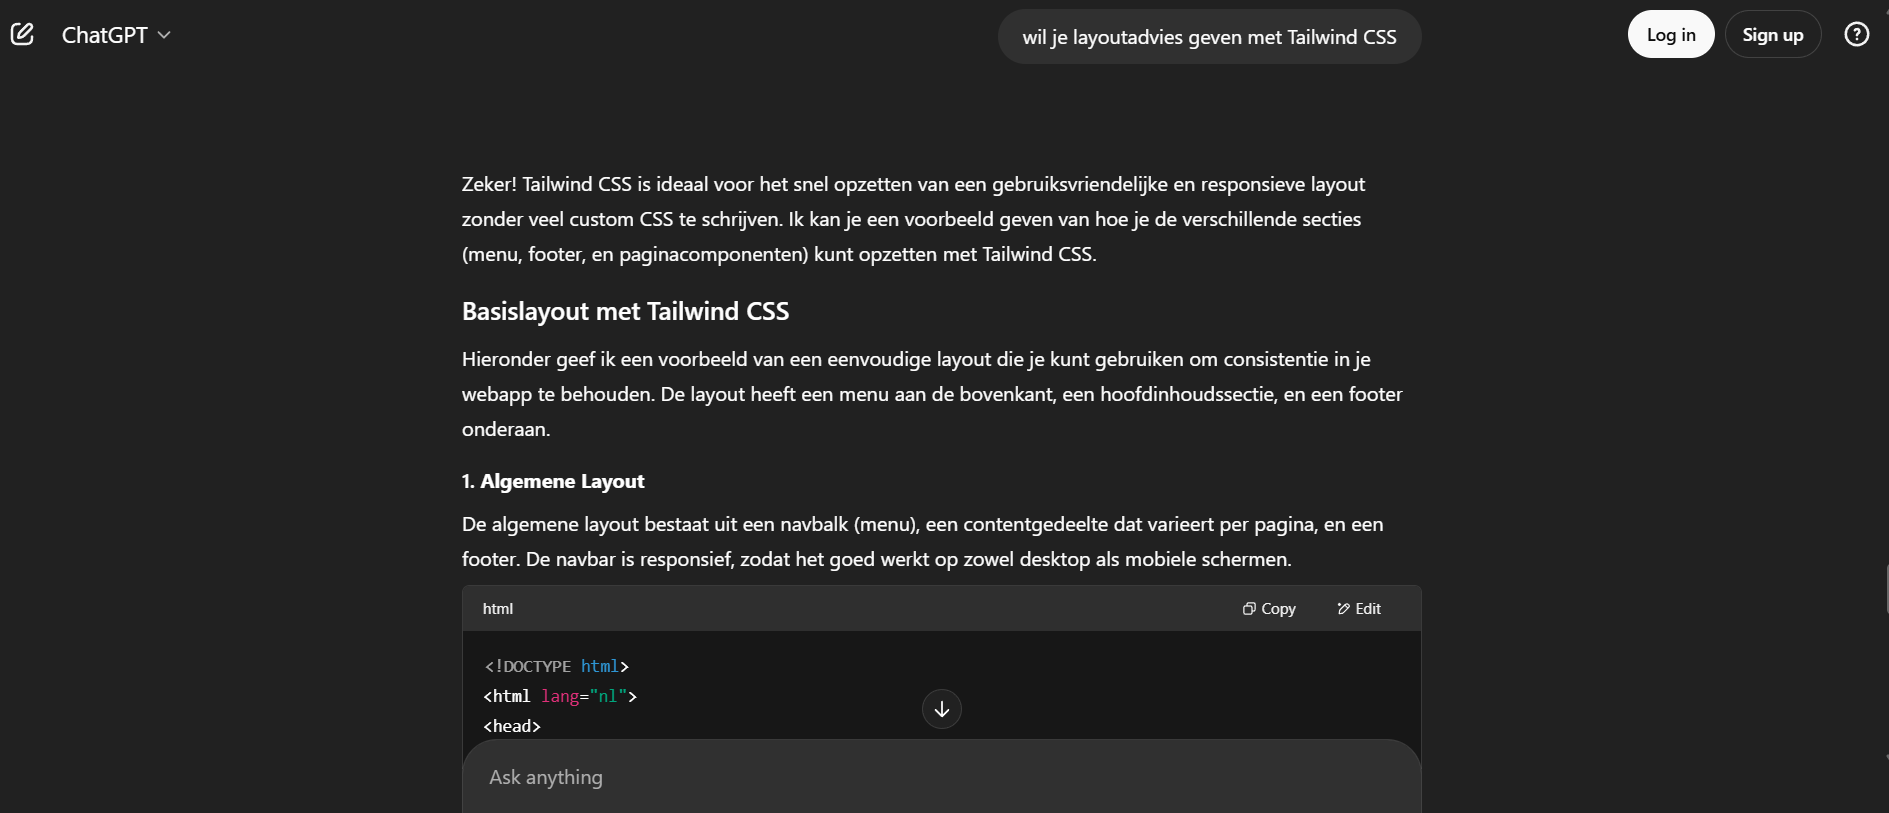 ChatGPT
wil je layoutadvies geven met Tailwind CSS
Log in
Sign up
?
Zeker! Tailwind CSS is ideaal voor het snel opzetten van een gebruiksvriendelijke en responsieve layout
zonder veel custom CSS te schrijven. Ik kan je een voorbeeld geven van hoe je de verschillende secties
(menu, footer, en paginacomponenten) kunt opzetten met Tailwind CSS.
Basislayout met Tailwind CSS
Hieronder geef ik een voorbeeld van een eenvoudige layout die je kunt gebruiken om consistentie in je
webapp te behouden. De layout heeft een menu aan de bovenkant, een hoofdinhoudssectie, en een footer
onderaan.
1. Algemene Layout
De algemene layout bestaat uit een navbalk (menu), een contentgedeelte dat varieert per pagina, en een
footer. De navbar is responsief, zodat het goed werkt op zowel desktop als mobiele schermen.
html
Copy
Edit
<!DOCTYPE html>
<html lang="nl">
<head>
Ask anything